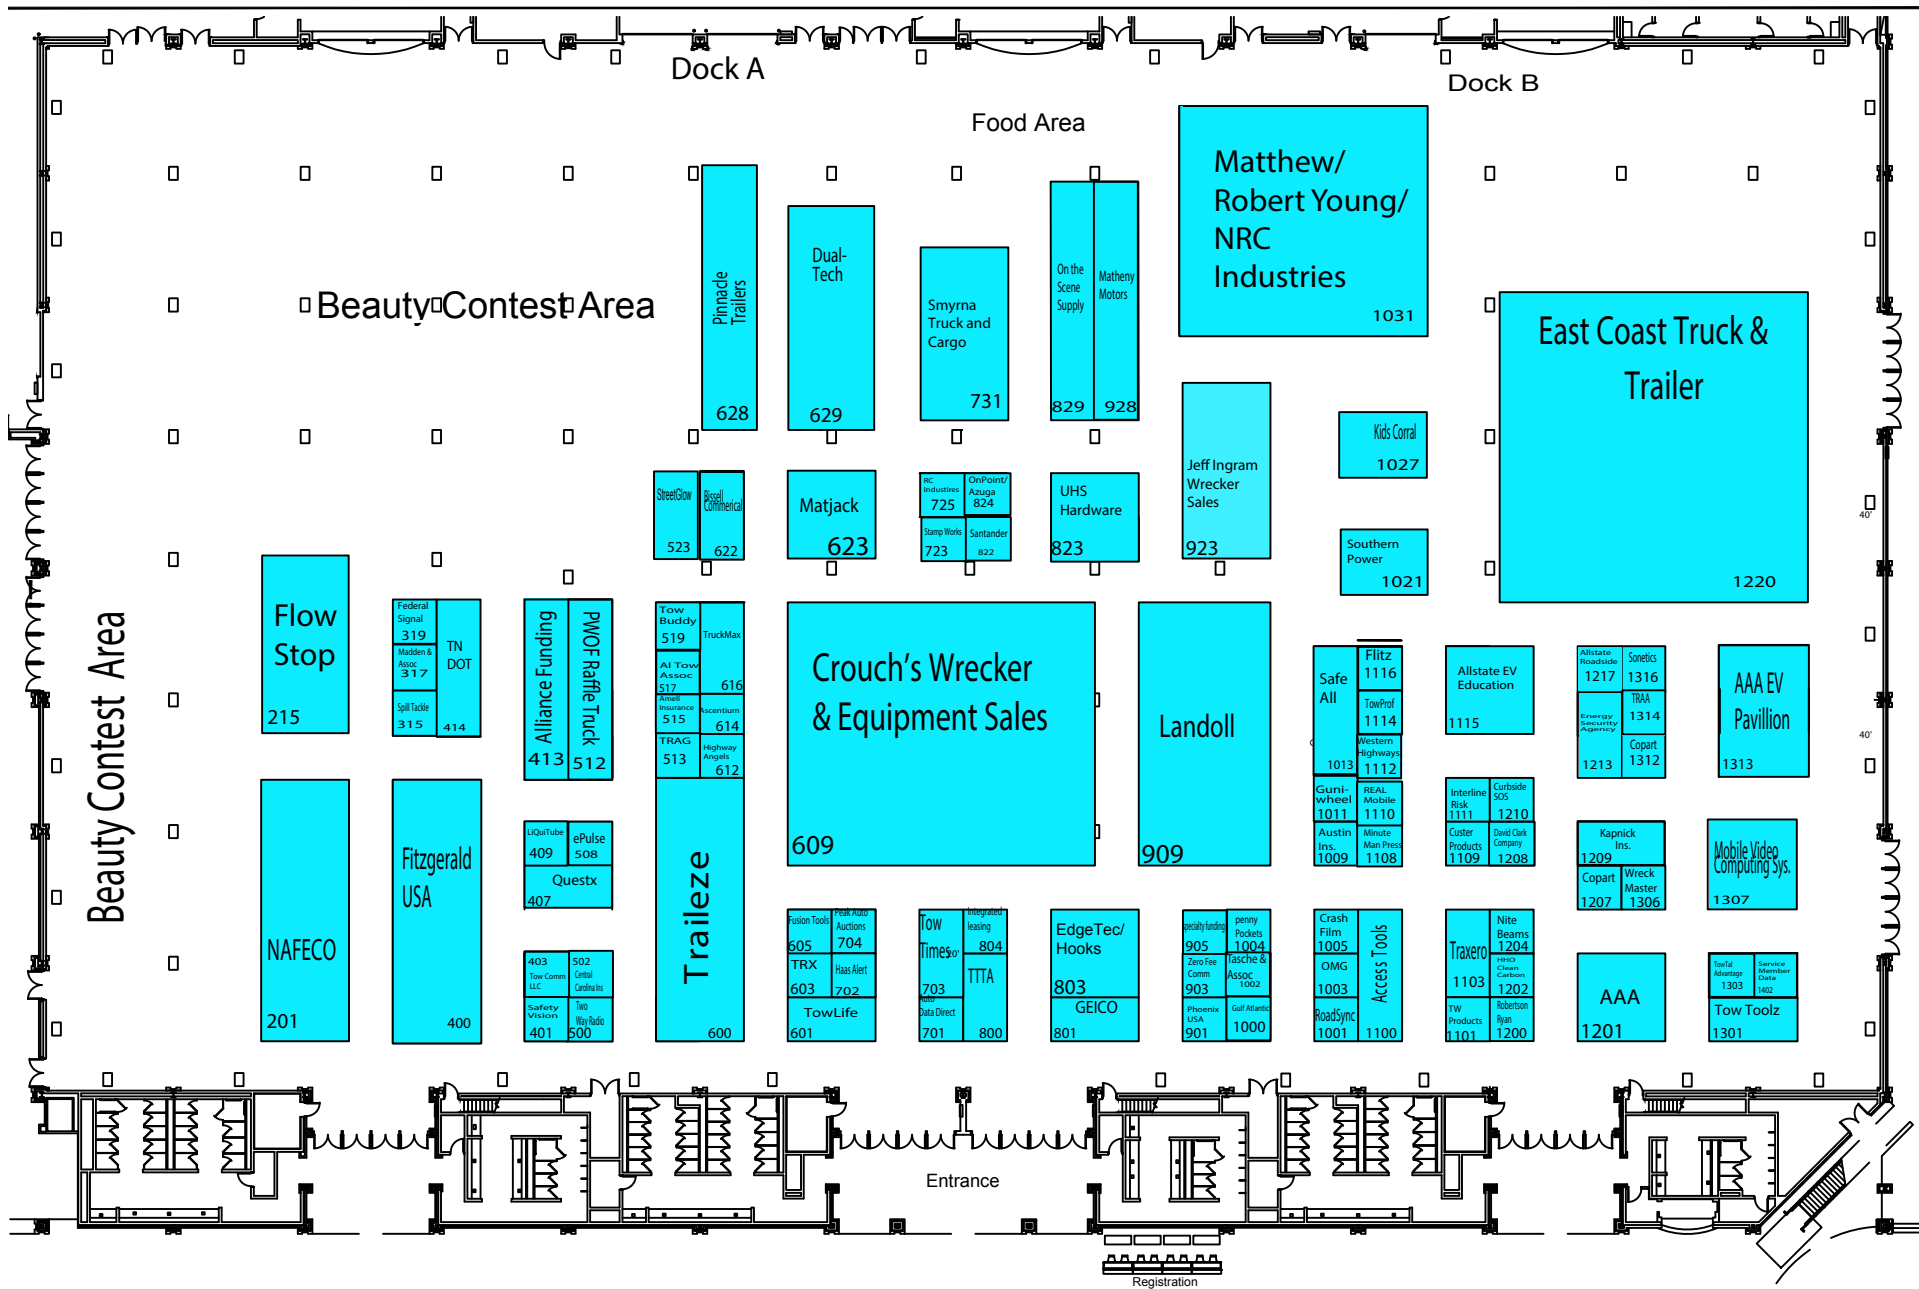 Dock A
Dock B
Food Area
Matthew/
Robert Young/
NRC
Industries
1031
Beauty Contest Area
Pinnacle
Trailers
628
Dual-
Tech
629
Smyrna
Truck and
Cargo
731
On the
Scene
Supply
829
Matheny
Motors
928
East Coast Truck &
Trailer
1220
Jeff Ingram
Wrecker
Sales
923
Kids Corral
1027
Southern
Power
1021
StreetGlow
523
Bissell
Commerical
622
Matjack
623
RC
Industires
725
OnPoint/
Azuga
824
Stamp Works
723
Santander
822
UHS
Hardware
823
40'
Beauty Contest Area
Flow
Stop
215
Federal
Signal
319
Madden &
Assoc
317
Spill Tackle
315
TN
DOT
414
Alliance Funding
413
PWOF Raffle Truck
512
Tow
Buddy
519
TruckMax
616
Al Tow
Assoc
517
Amell
Insurance
515
Ascentium
614
TRAG
513
Highway
Angels
612
Crouch's Wrecker
& Equipment Sales
609
Landoll
909
Safe
All
1013
Flitz
1116
TowProf
1114
Western
Highways
1112
Allstate EV
Education
1115
Allstate
Roadside
1217
Sonetics
1316
Energy
Security
Agency
1213
TRAA
1314
Copart
1312
AAA EV
Pavillion
1313
40'
NAFECO
201
Fitzgerald
USA
400
LiQuiTube
409
ePulse
508
Questx
407
403
Tow Comm
LLC
502
Central
Carolina Ins
Safety
Vision
401
Two
Way Radio
500
Traileze
600
Guni-
wheel
1011
REAL
Mobile
1110
Austin
Ins.
1009
Minute
Man Press
1108
Interline
Risk
1111
Curbside
SOS
1210
Custer
Products
1109
David Clark
Company
1208
Kapnick
Ins.
1209
Copart
1207
Wreck
Master
1306
Mobile Video
Computing Sys.
1307
Fusion Tools
605
Peak Auto
Auctions
704
TRX
603
Haas Alert
702
TowLife
601
Tow
Times
20'
703
Integrated
leasing
804
TTTA
800
Auto
Data Direct
701
EdgeTec/
Hooks
803
GEICO
801
Specialty funding
905
penny
Pockets
1004
Zero Fee
Comm
903
Tasche &
Assoc
1002
Phoenix
USA
901
Gulf Atlantic
1000
Crash
Film
1005
OMG
1003
RoadSync
1001
Access Tools
1100
Traxero
1103
Nite
Beams
1204
HHO
Clean
Carbon
1202
TW
Products
1101
Robertson
Ryan
1200
AAA
1201
TowTal
Advantage
1303
Service
Member
Data
1402
Tow Toolz
1301
Entrance
Registration